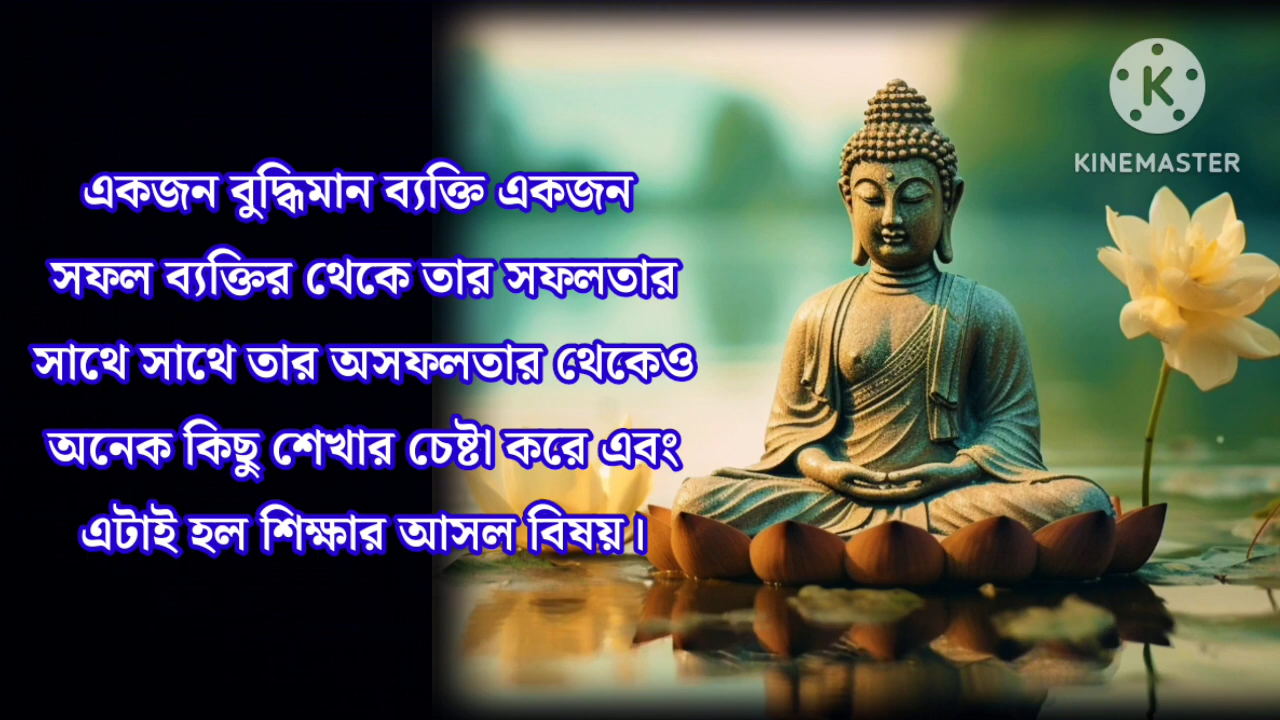 একজন বুদ্ধিমান ব্যক্তি একজন
সফল ব্যক্তির থেকে তার সফলতার
সাথে সাথে তার অসফলতার থেকেও
অনেক কিছু শেখার চেষ্টা করে এবং
এটাই হল শিক্ষার আসল বিষয়।
K
KINEMASTER